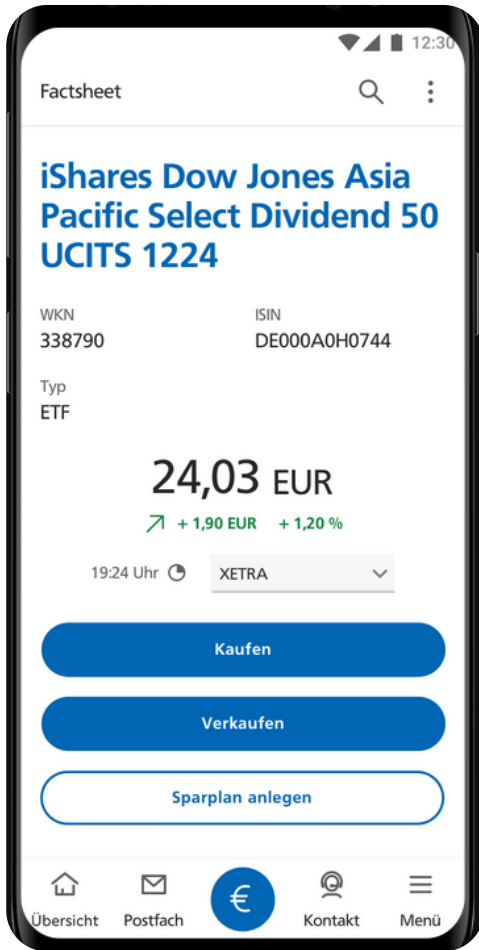 12:30
Factsheet
iShares Dow Jones Asia
Pacific Select Dividend 50
UCITS 1224
WKN
ISIN
338790
DE000A0H0744
Typ
ETF
24,03 EUR
+ 1,90 EUR + 1,20 %
19:24 Uhr XETRA
Kaufen
Verkaufen
Sparplan anlegen
€
Übersicht Postfach Kontakt Menü